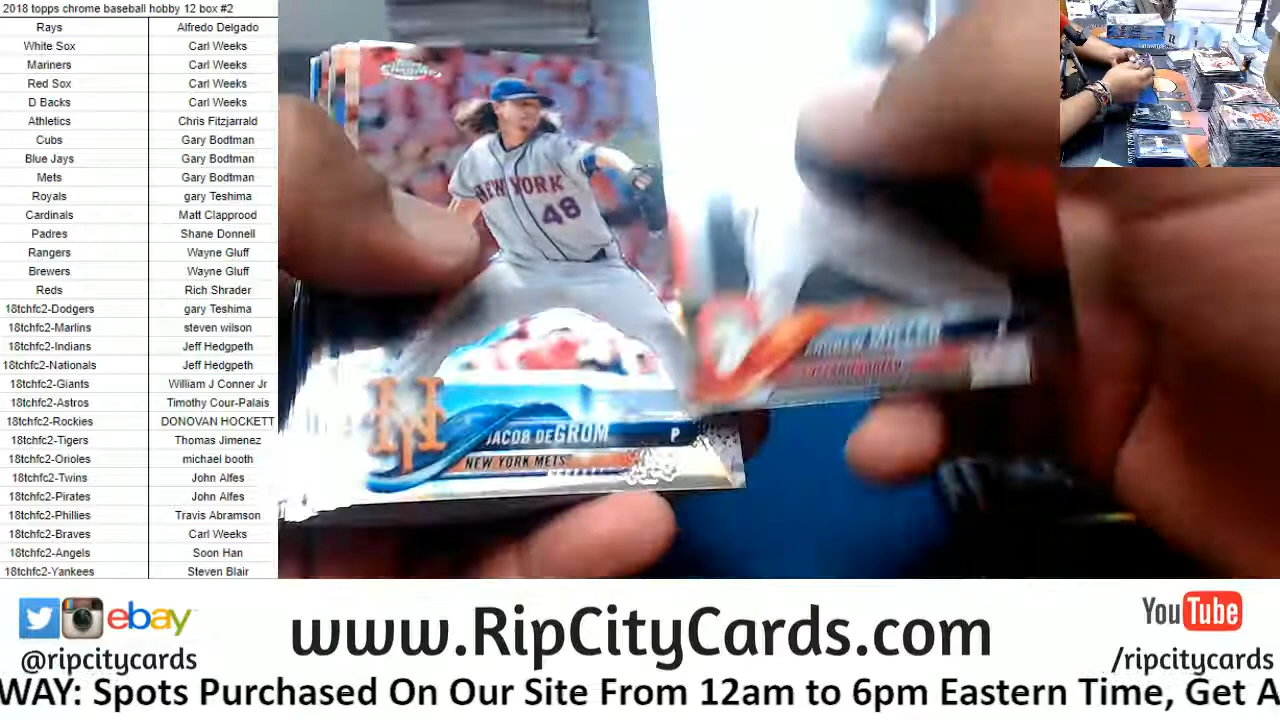 2018 topps chrome baseball hobby 12 box #2
Rays Alfredo Delgado
White Sox Carl Weeks
Mariners Carl Weeks
Red Sox Carl Weeks
D Backs Carl Weeks
Athletics Chris Fitzjarrald
Cubs Gary Bodtman
Blue Jays Gary Bodtman
Mets Gary Bodtman
Royals gary Teshima
Cardinals Matt Clapprood
Padres Shane Donnell
Rangers Wayne Gluff
Brewers Wayne Gluff
Reds Rich Shrader
18tchfc2-Dodgers gary Teshima
18tchfc2-Marlins steven wilson
18tchfc2-Indians Jeff Hedgpeth
18tchfc2-Nationals Jeff Hedgpeth
18tchfc2-Giants William J Conner Jr
18tchfc2-Astros Timothy Cour-Palais
18tchfc2-Rockies DONOVAN HOCKETT
18tchfc2-Tigers Thomas Jimenez
18tchfc2-Orioles michael booth
18tchfc2-Twins John Alfes
18tchfc2-Pirates John Alfes
18tchfc2-Phillies Travis Abramson
18tchfc2-Braves Carl Weeks
18tchfc2-Angels Soon Han
18tchfc2-Yankees Steven Blair
NEW YORK
48
NY
JACOB DEGROM P
NEW YORK METS
MILLER
ebay
@ripcitycards
www.RipCityCards.com
YouTube
/ripcitycards
WAY: Spots Purchased On Our Site From 12am to 6pm Eastern Time, Get A